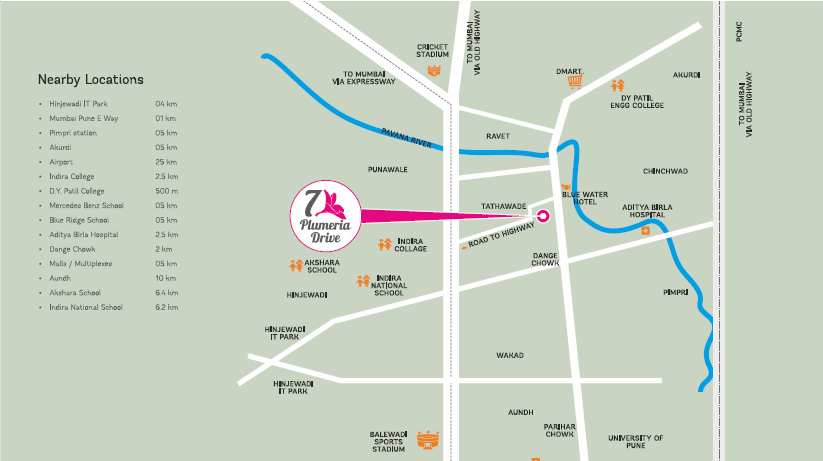 Nearby Locations
• Hinjewadi IT Park 04 km
• Mumbai Pune E Way 01 km
• Pimpri station 05 km
• Akurdi 05 km
• Airport 25 km
• Indira College 2.5 km
• D.Y. Patil College 500 m
• Mercedes Benz School 05 km
• Blue Ridge School 05 km
• Aditya Birla Hospital 2.5 km
• Dange Chowk 2 km
• Malls / Multiplexes 05 km
• Aundh 10 km
• Akshara School 6.4 km
• Indira National School 6.2 km
CRICKET
STADIUM
TO MUMBAI
VIA OLD HIGHWAY
TO MUMBAI
VIA EXPRESSWAY
DMART
DY PATIL
ENGG COLLEGE
AKURDI
PCMC
TO MUMBAI
VIA OLD HIGHWAY
PAVANA RIVER
RAVET
PUNAWALE
CHINCHWAD
7
Plumeria
Drive
TATHAWADE
BLUE WATER
HOTEL
ADITYA BIRLA
HOSPITAL
ROAD TO HIGHWAY
INDIRA
COLLAGE
DANGE
CHOWK
AKSHARA
SCHOOL
INDIRA
NATIONAL
SCHOOL
HINJEWADI
PIMPRI
HINJEWADI
IT PARK
WAKAD
HINJEWADI
IT PARK
AUNDH
PARIHAR
CHOWK
BALEWADI
SPORTS
STADIUM
UNIVERSITY OF
PUNE